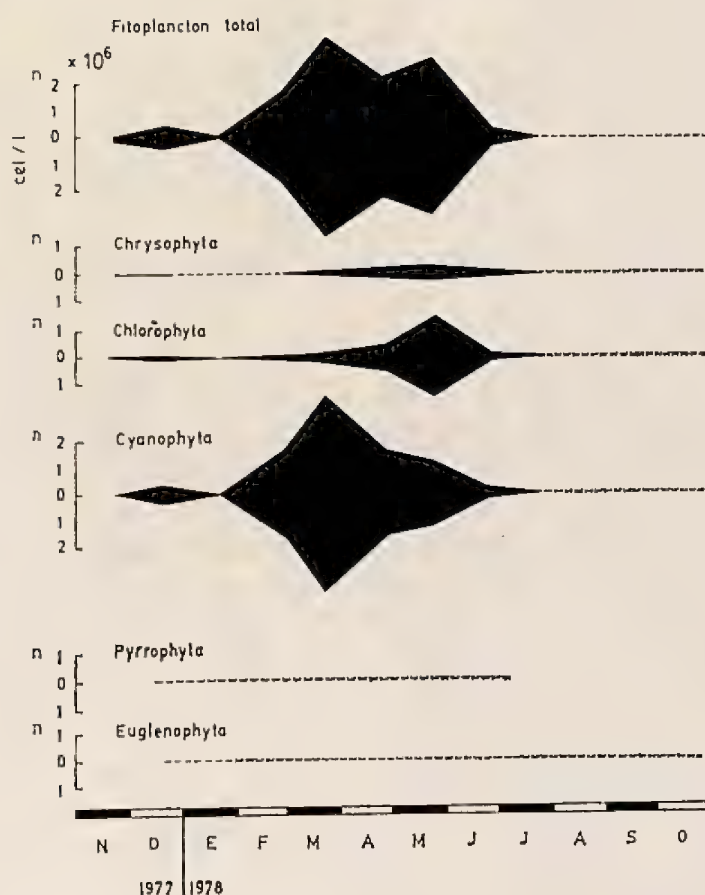 Fitoplancton total
n x 10⁶
cel / l
2
1
0
1
2
n 1
0
1
Chrysophyta
n 1
0
1
Chlorophyta
n 2
1
0
1
2
Cyanophyta
n 1
0
1
Pyrrophyta
n 1
0
1
Euglenophyta
N D E F M A M J J A S O
1977 1978